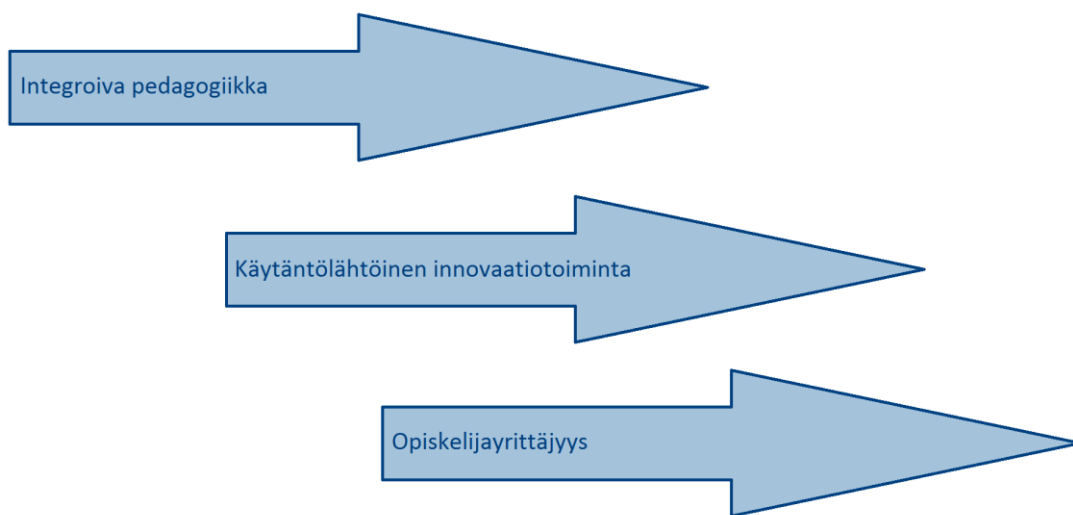 Integroiva pedagogiikka
Käytäntölähtöinen innovaatiotoiminta
Opiskelijayrittäjyys